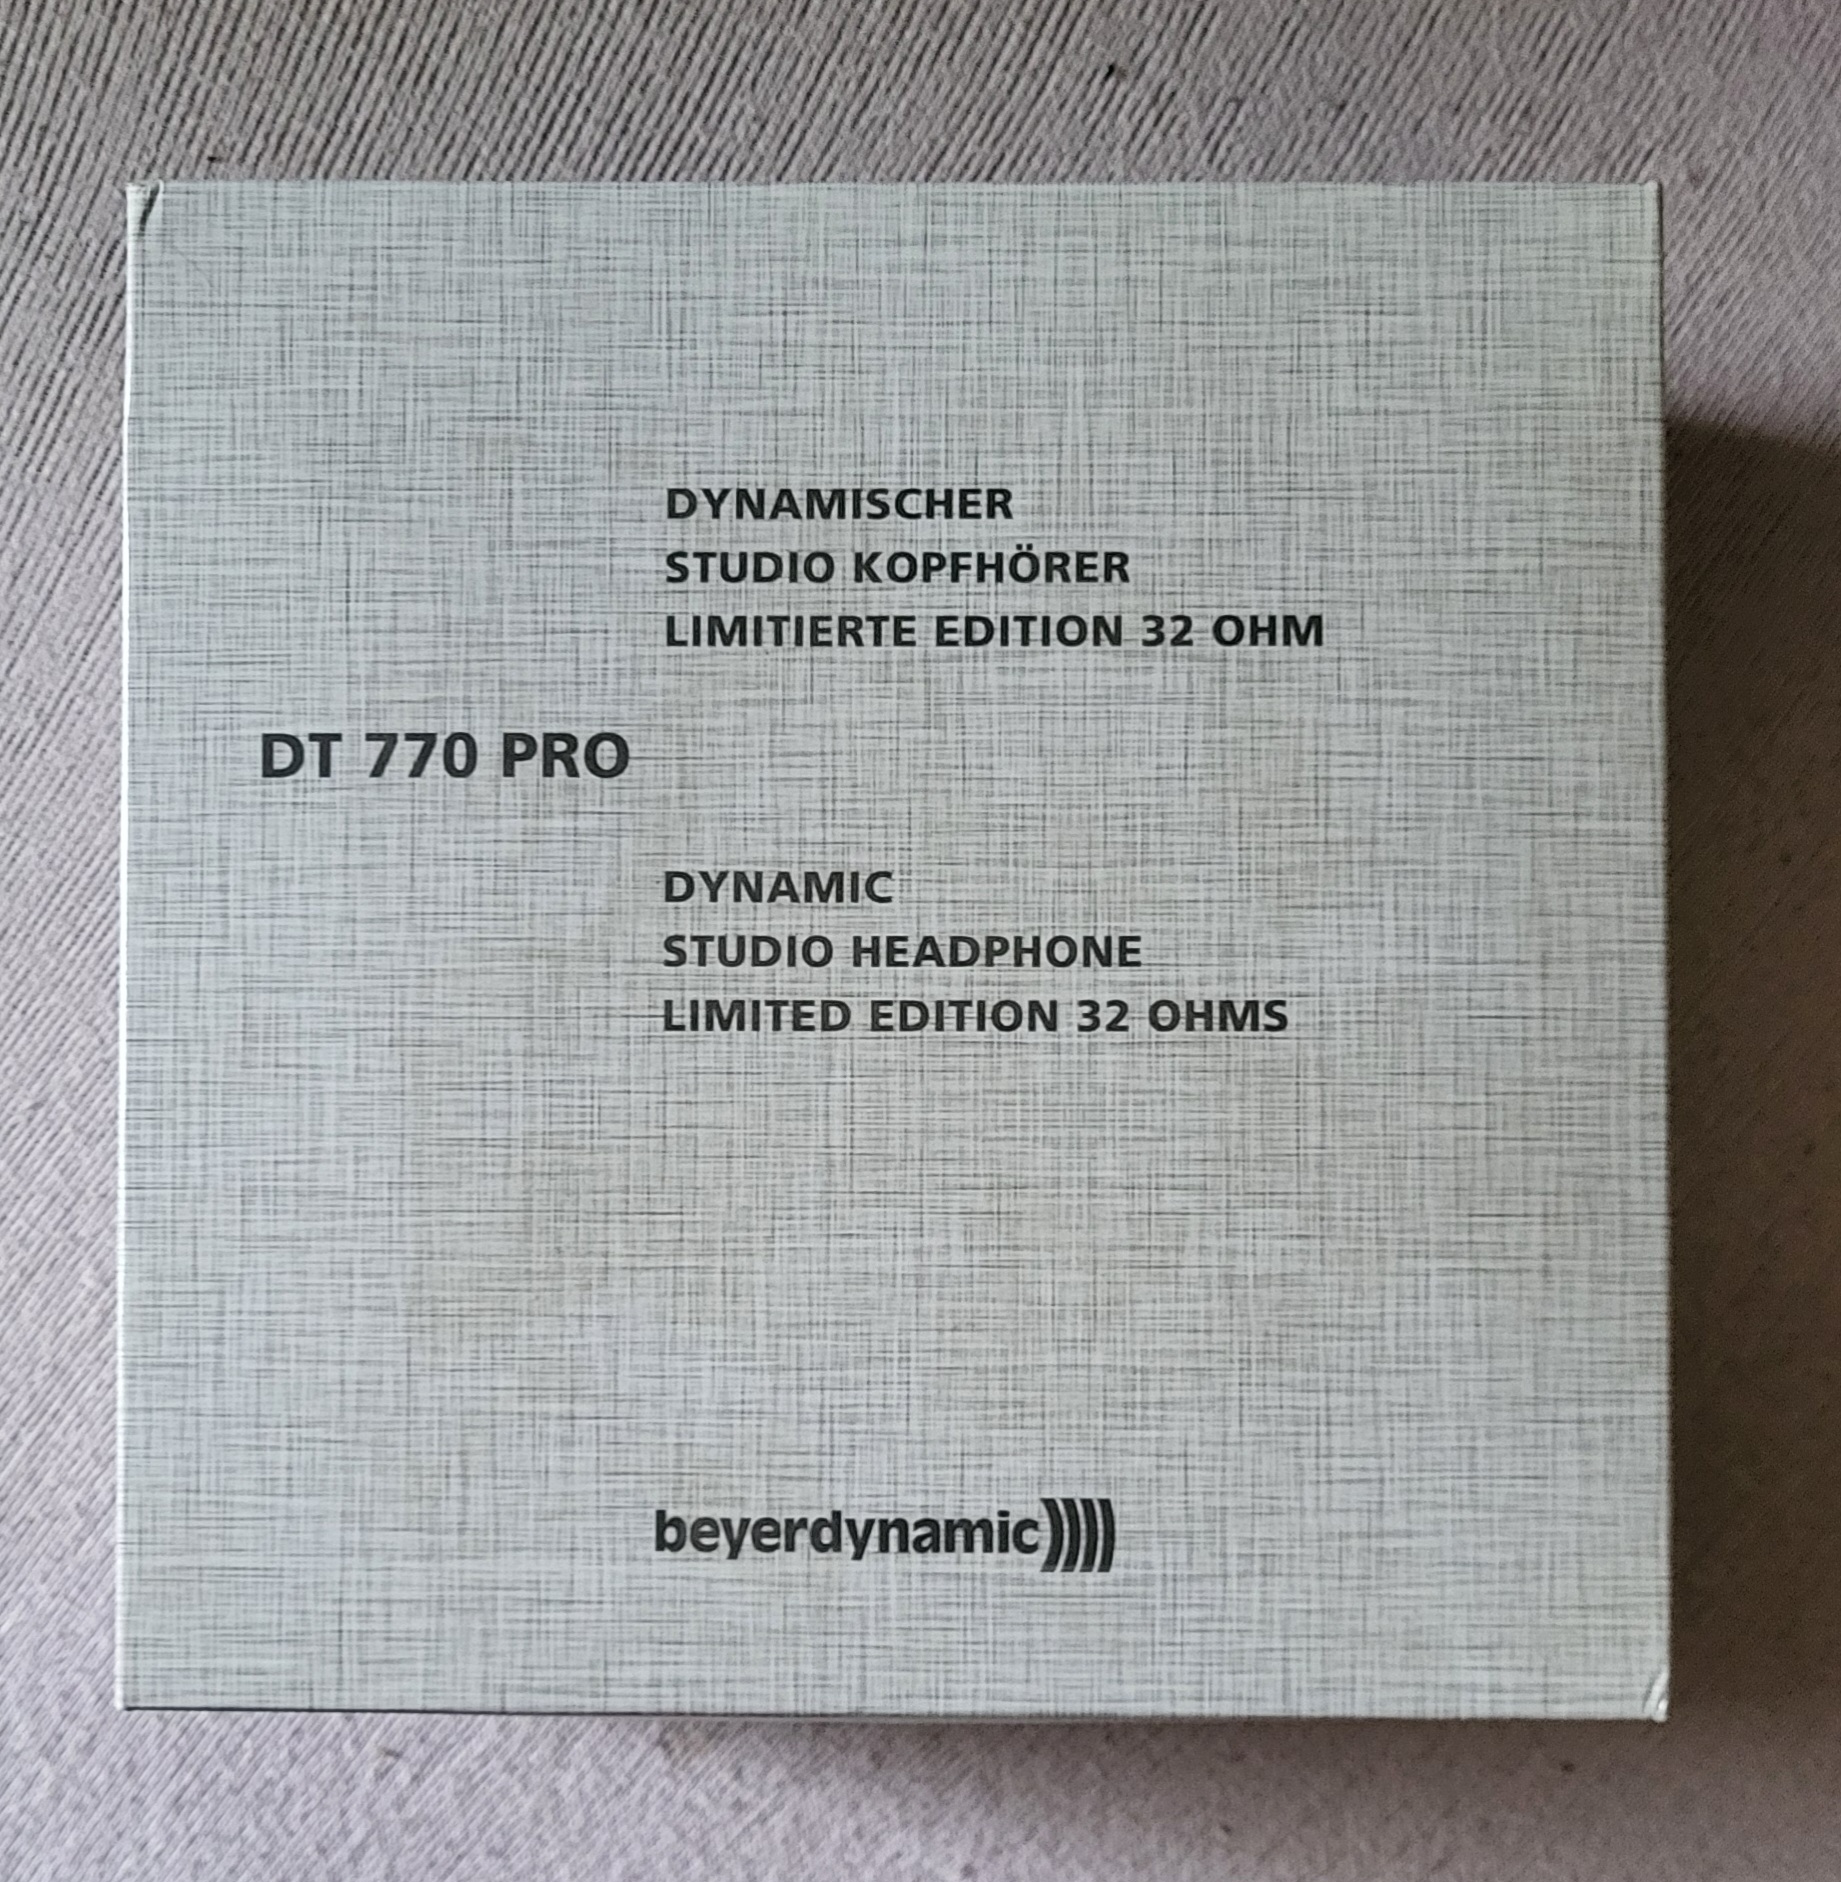 DYNAMISCHER
STUDIO KOPFHÖRER
LIMITIERTE EDITION 32 OHM
DT 770 PRO
DYNAMIC
STUDIO HEADPHONE
LIMITED EDITION 32 OHMS
beyerdynamic